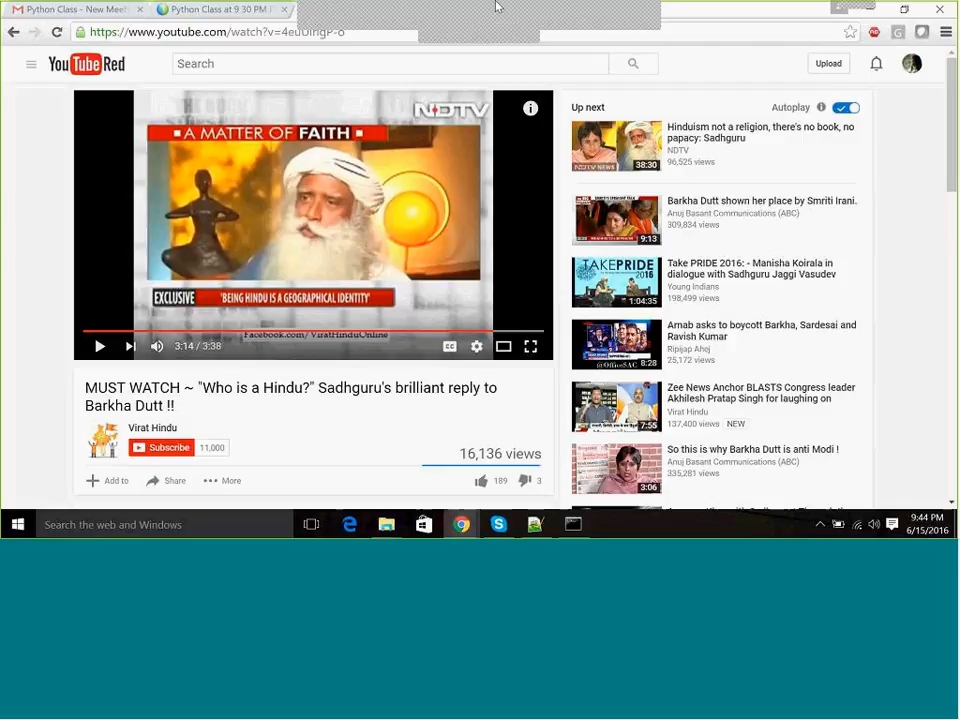 Python Class - New Mee
Python Class at 9:30 PM
https://www.youtube.com/watch?v=4eu
YouTube Red
Search
Upload
NDTV
A MATTER OF FAITH
EXCLUSIVE 'BEING HINDU IS A GEOGRAPHICAL IDENTITY'
Facebook.com/ViratHinduOnline
3:14 / 3:38
CC
MUST WATCH ~ "Who is a Hindu?" Sadhguru's brilliant reply to
Barkha Dutt !!
Virat Hindu
Subscribe 11,000
16,136 views
Add to Share More 189 3
Up next Autoplay
Hinduism not a religion, there's no book, no
papacy: Sadhguru
NDTV
96,525 views
NDTV NEWS
38:30
Barkha Dutt shown her place by Smriti Irani.
Anuj Basant Communications (ABC)
309,834 views
9:13
Take PRIDE 2016: - Manisha Koirala in
dialogue with Sadhguru Jaggi Vasudev
Young Indians
198,499 views
TAKEPRIDE
2016
1:04:35
Arnab asks to boycott Barkha, Sardesai and
Ravish Kumar
Ripijap Ahoj
25,172 views
@OfficeSAC
8:28
Zee News Anchor BLASTS Congress leader
Akhilesh Pratap Singh for laughing on
Virat Hindu
137,400 views NEW
7:55
So this is why Barkha Dutt is anti Modi !
Anuj Basant Communications (ABC)
335,281 views
3:06
Search the web and Windows
9:44 PM
6/15/2016